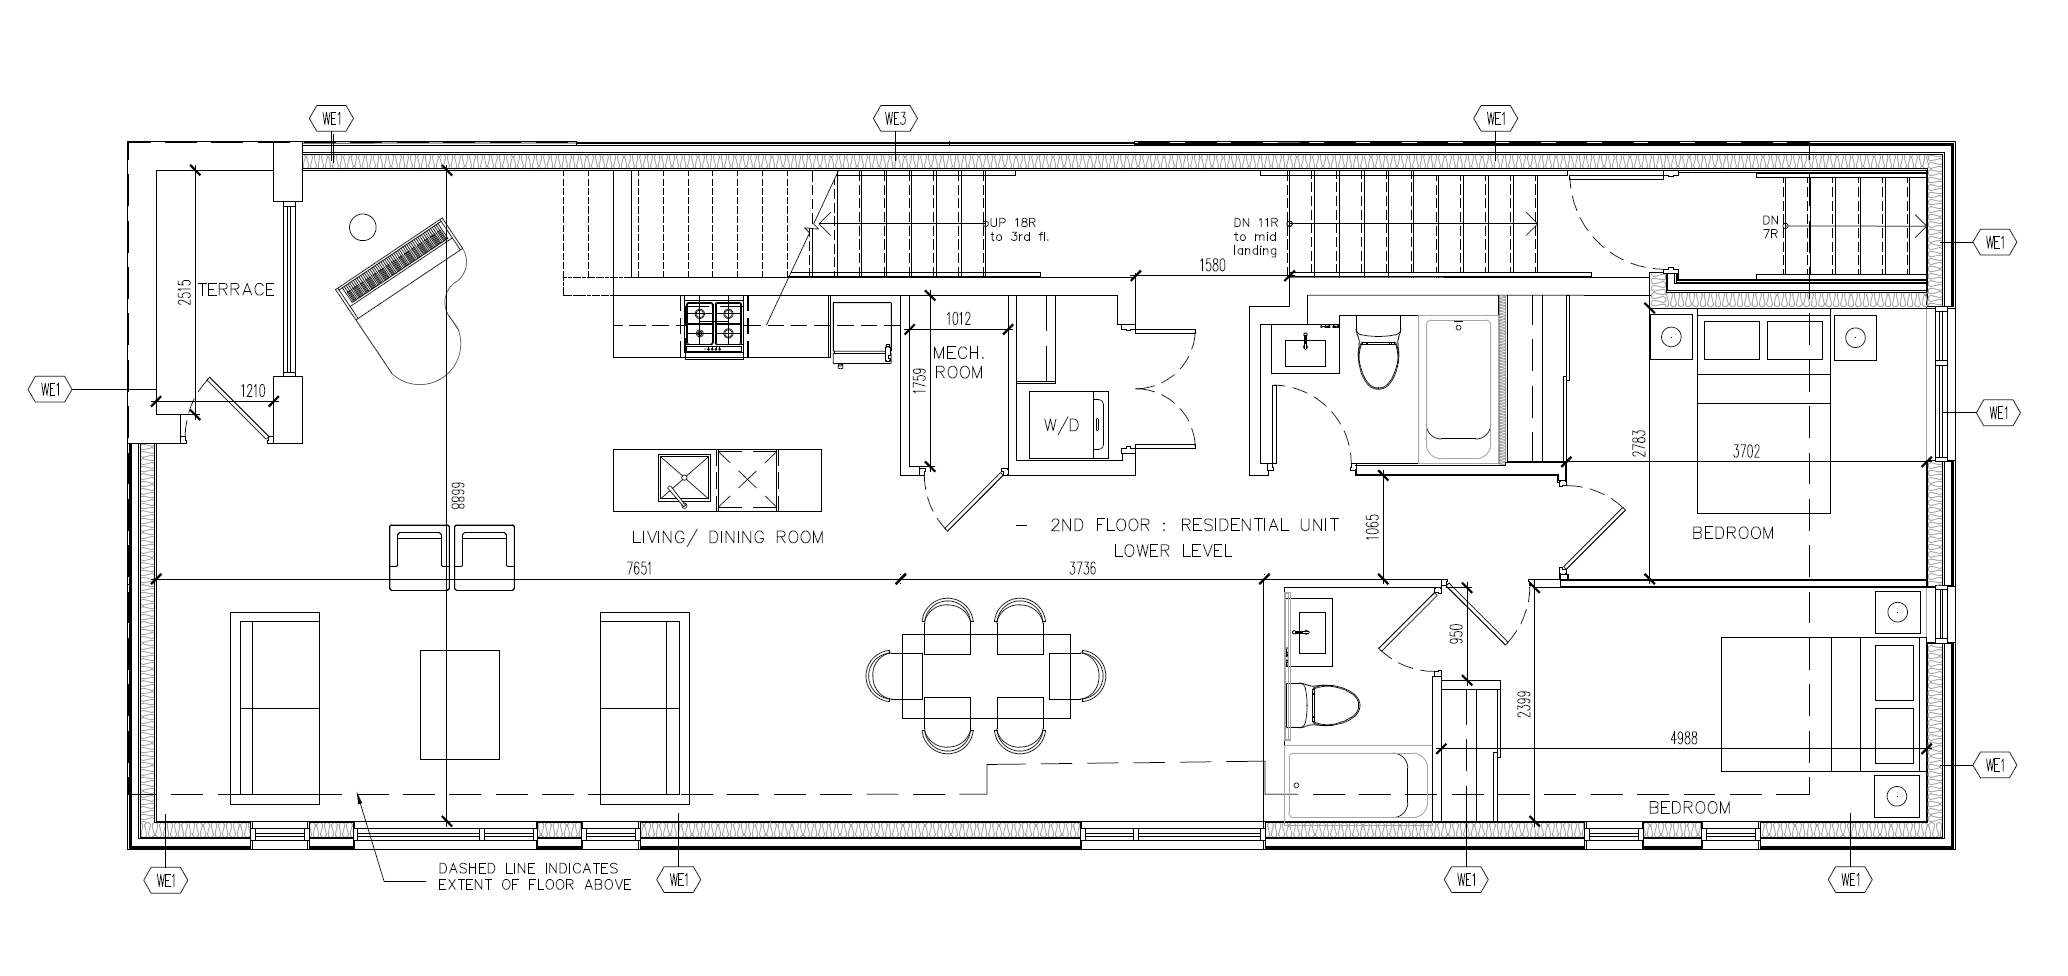 WE1
WE3
WE1
UP 18R
to 3rd fl.
DN 11R
to mid
landing
DN
7R
WE1
1580
TERRACE
2515
1012
MECH.
ROOM
1759
WE1
1210
W/D
WE1
2783
3702
8899
LIVING/ DINING ROOM
- 2ND FLOOR : RESIDENTIAL UNIT
LOWER LEVEL
1065
BEDROOM
7651
3736
950
2399
4988
WE1
BEDROOM
DASHED LINE INDICATES
EXTENT OF FLOOR ABOVE
WE1
WE1
WE1
WE1